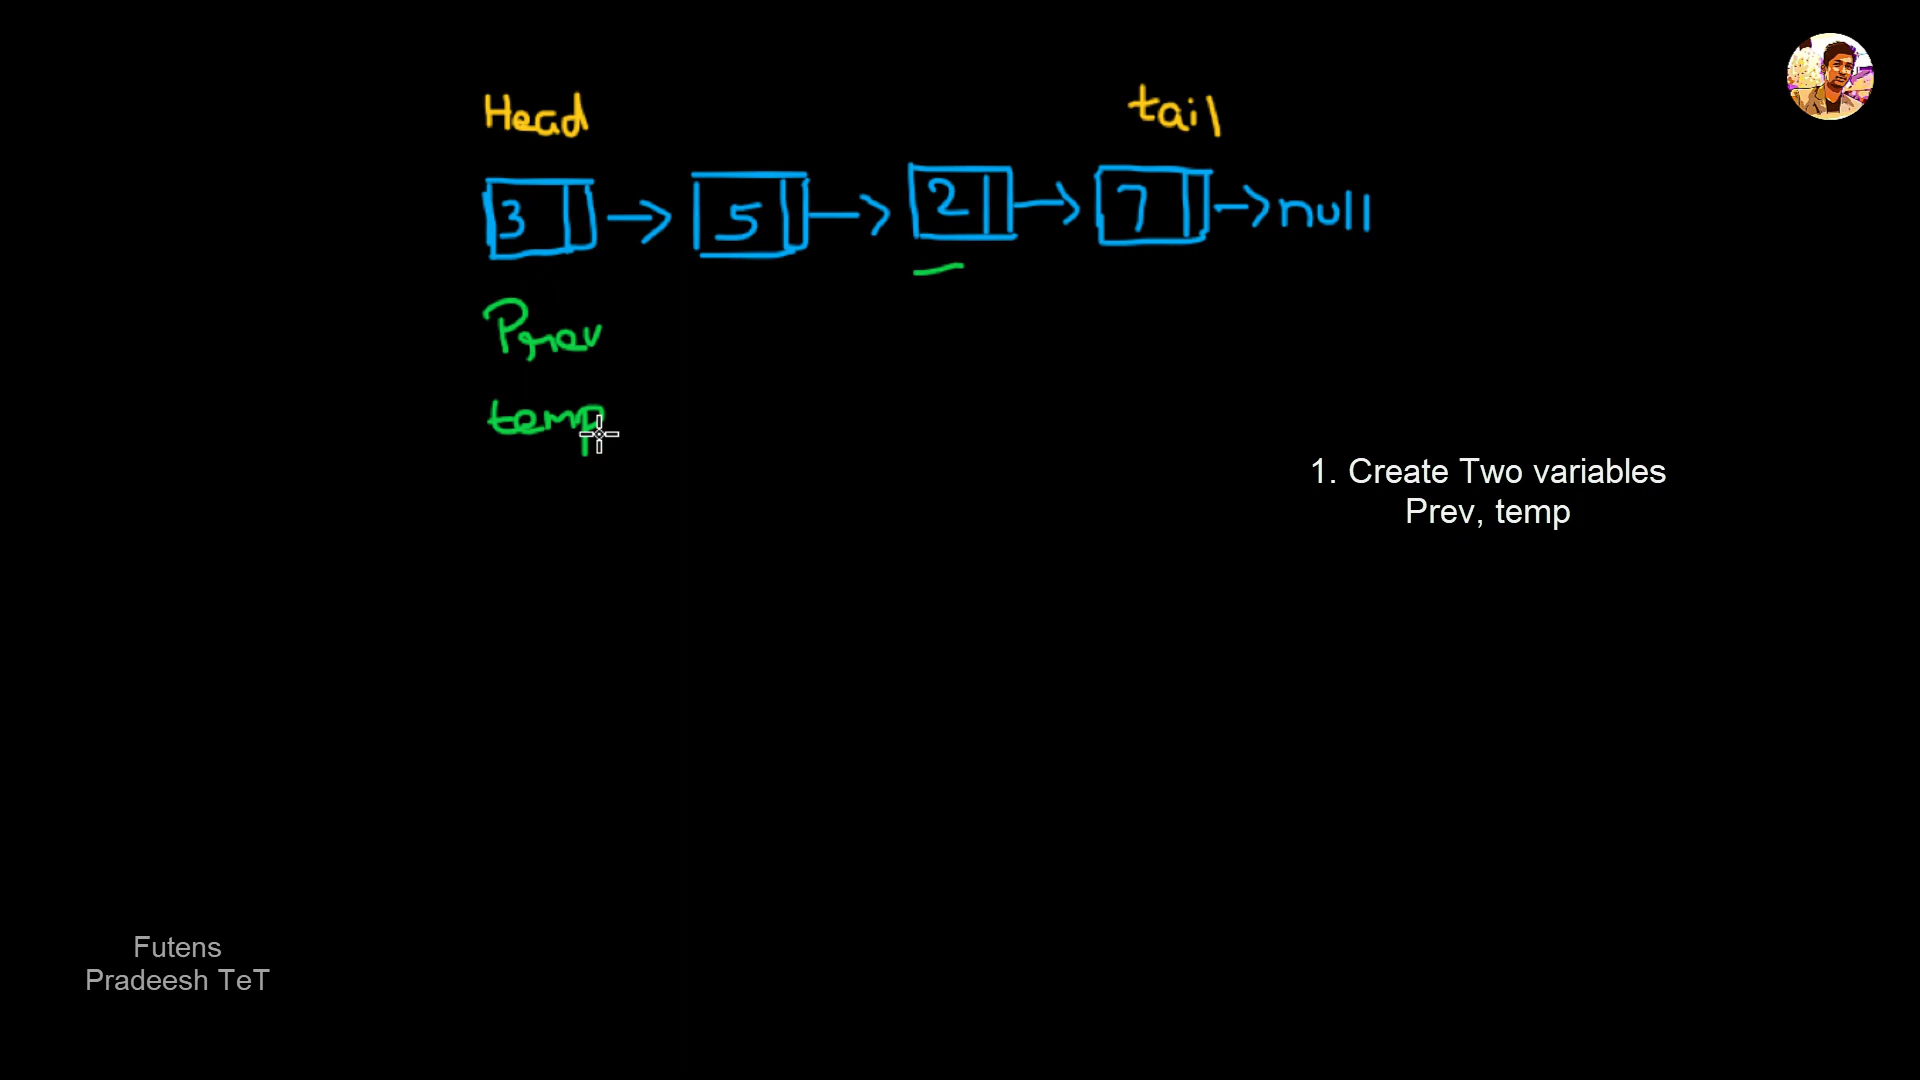 Head tail
3 5 2 7 null
Prev
temp
1. Create Two variables
Prev, temp
Futens
Pradeesh TeT